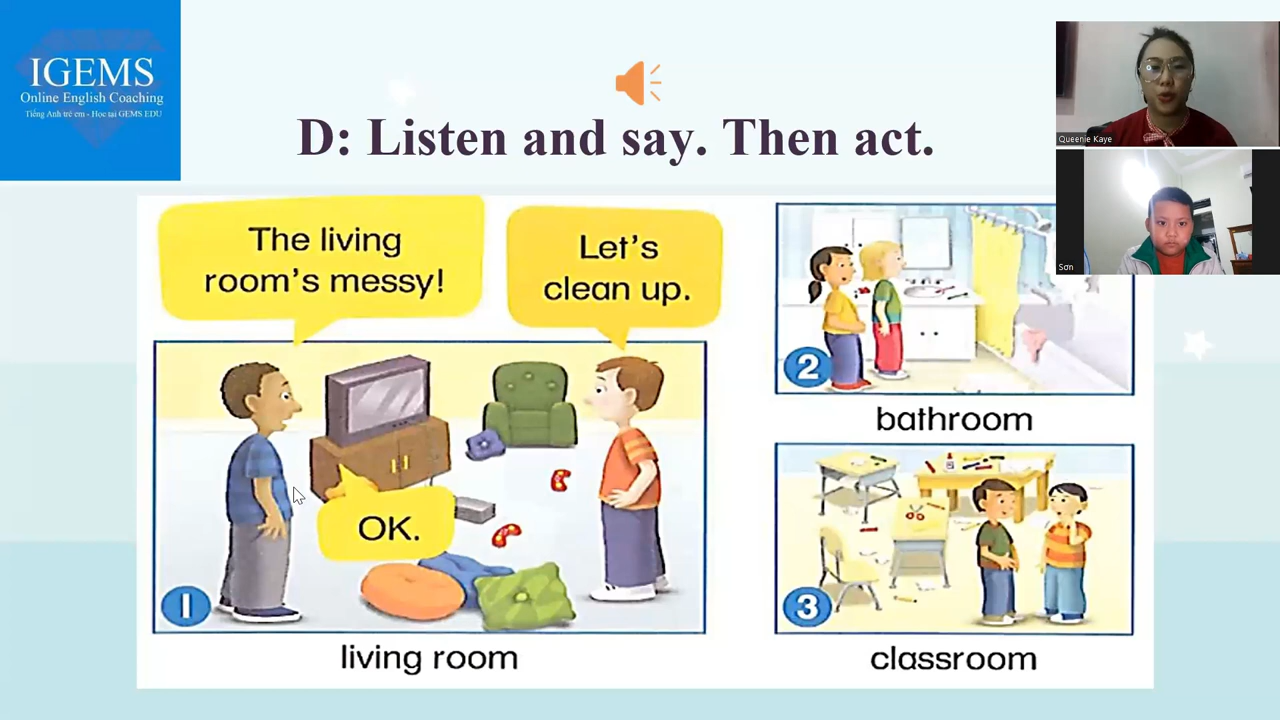 IGEMS
Online English Coaching
Tiếng Anh trẻ em - Học tại GEMS EDU
D: Listen and say. Then act.
Queenie Kaye
Sơn
The living
room's messy!
Let's
clean up.
OK.
1
living room
2
bathroom
3
classroom